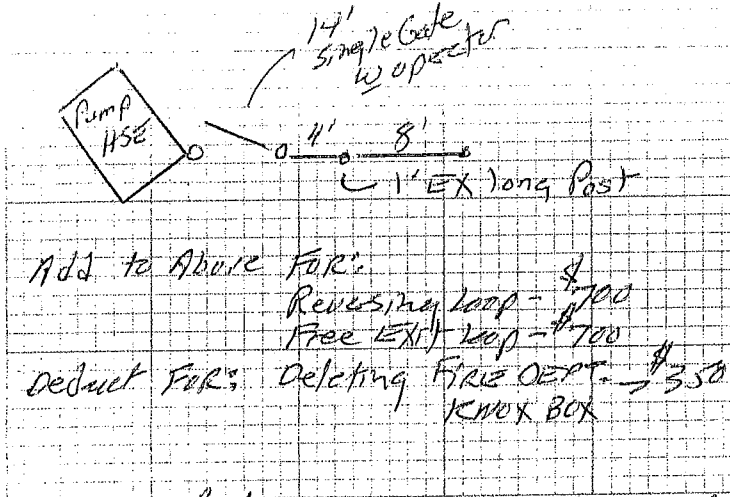 14'
Single Gate
w operator
Pump
HSE
4' 8'
1' EX long Post
Add to Above FOR:
Reversing Loop - $700
Free Exit Loop - $700
Deduct FOR: Deleting FIRE DEPT. → $350
KNOX BOX